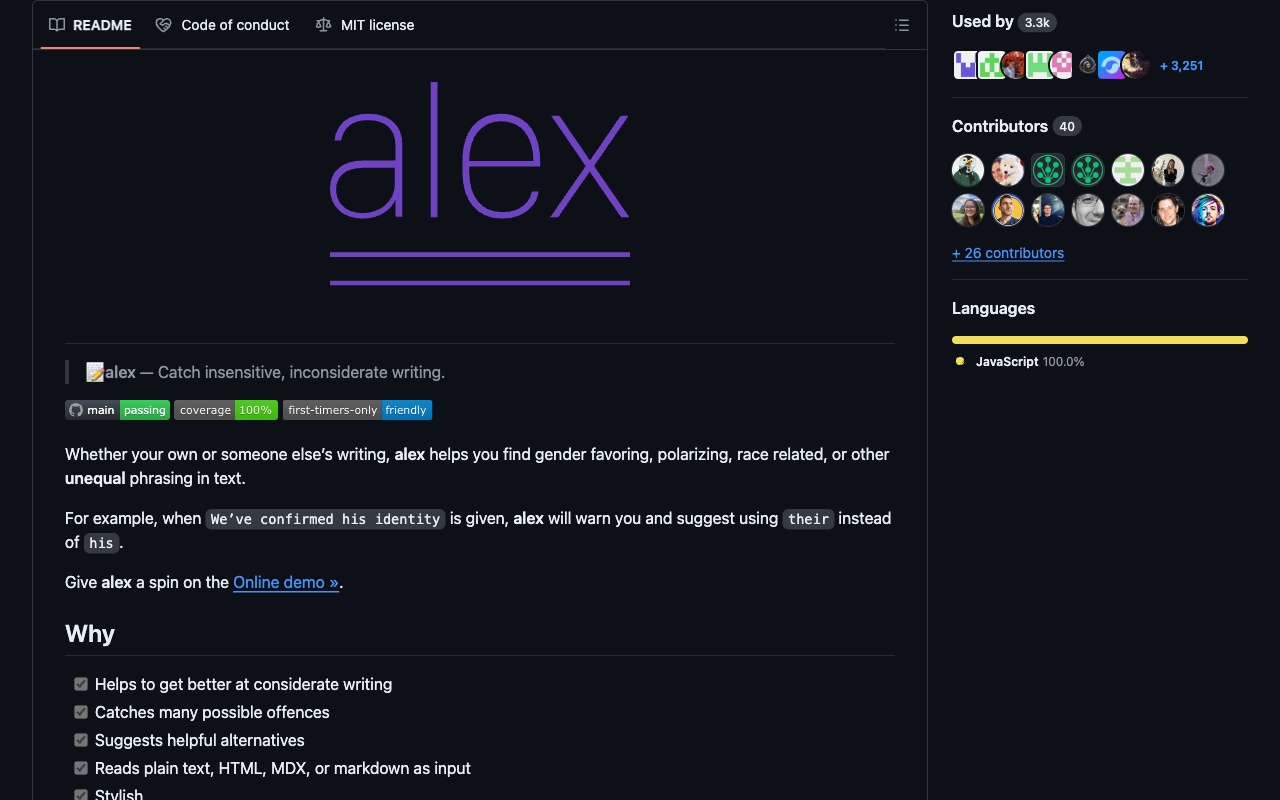 README
Code of conduct
MIT license
alex
📝alex — Catch insensitive, inconsiderate writing.
main passing
coverage 100%
first-timers-only friendly
Whether your own or someone else’s writing, alex helps you find gender favoring, polarizing, race related, or other
unequal phrasing in text.
For example, when We’ve confirmed his identity is given, alex will warn you and suggest using their instead
of his.
Give alex a spin on the Online demo ».
Why
Helps to get better at considerate writing
Catches many possible offences
Suggests helpful alternatives
Reads plain text, HTML, MDX, or markdown as input
Stylish
Used by 3.3k
+ 3,251
Contributors 40
+ 26 contributors
Languages
JavaScript 100.0%